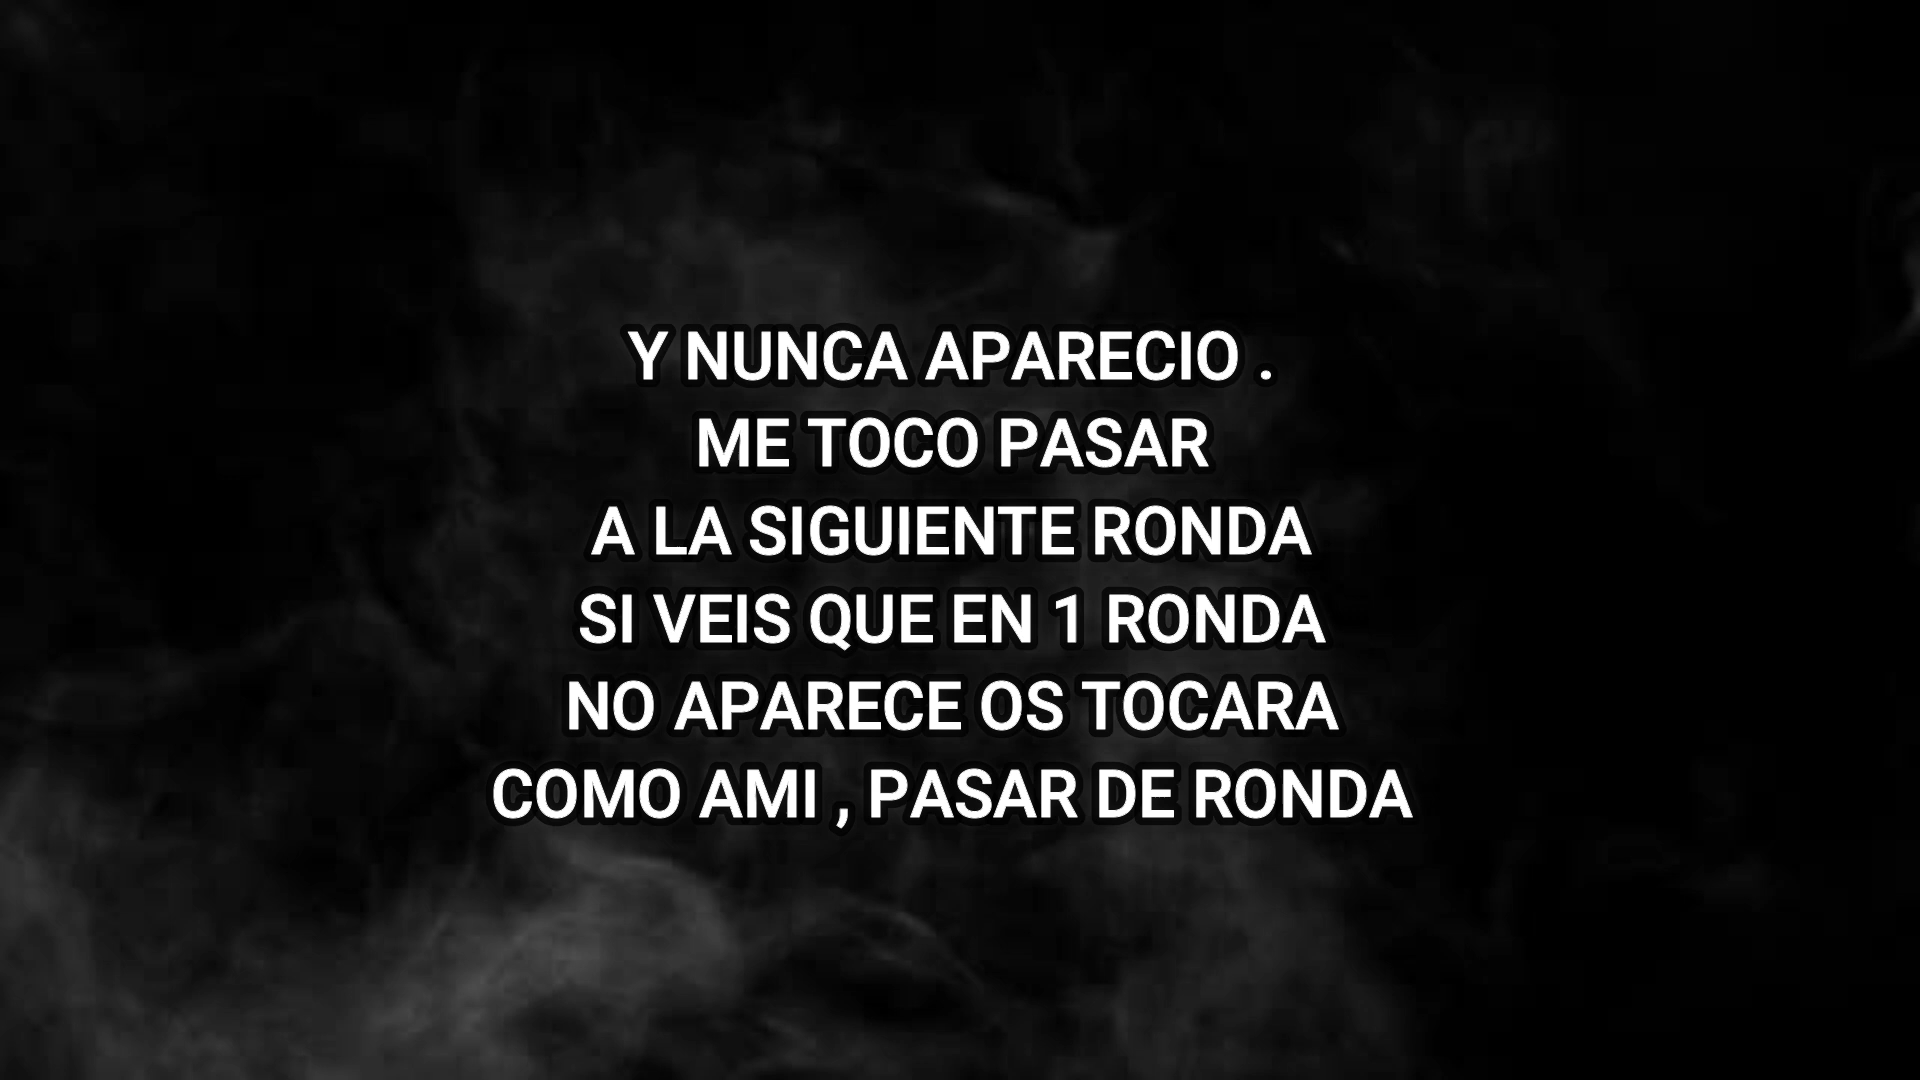 Y NUNCA APARECIO .
ME TOCO PASAR
A LA SIGUIENTE RONDA
SI VEIS QUE EN 1 RONDA
NO APARECE OS TOCARA
COMO AMI , PASAR DE RONDA